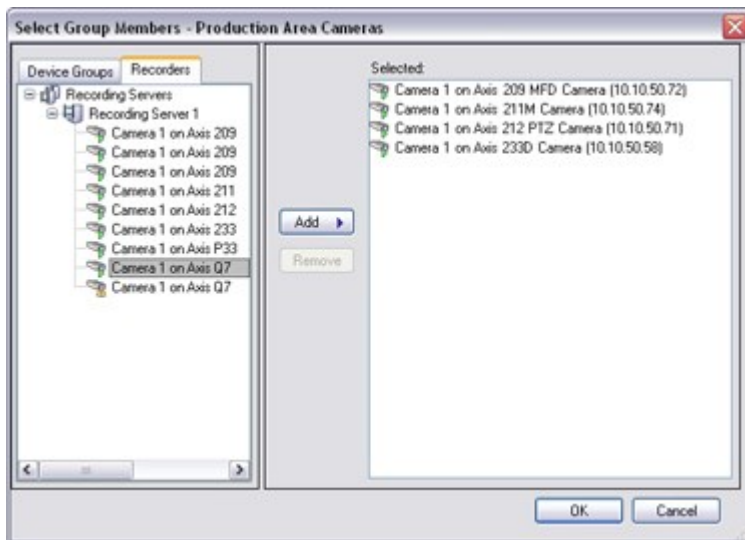 Select Group Members - Production Area Cameras
Device Groups
Recorders
Recording Servers
Recording Server 1
Camera 1 on Axis 209
Camera 1 on Axis 209
Camera 1 on Axis 209
Camera 1 on Axis 211
Camera 1 on Axis 212
Camera 1 on Axis 233
Camera 1 on Axis P33
Camera 1 on Axis Q7
Camera 1 on Axis Q7
Add
Remove
Selected:
Camera 1 on Axis 209 MFD Camera (10.10.50.72)
Camera 1 on Axis 211M Camera (10.10.50.74)
Camera 1 on Axis 212 PTZ Camera (10.10.50.71)
Camera 1 on Axis 233D Camera (10.10.50.58)
OK
Cancel